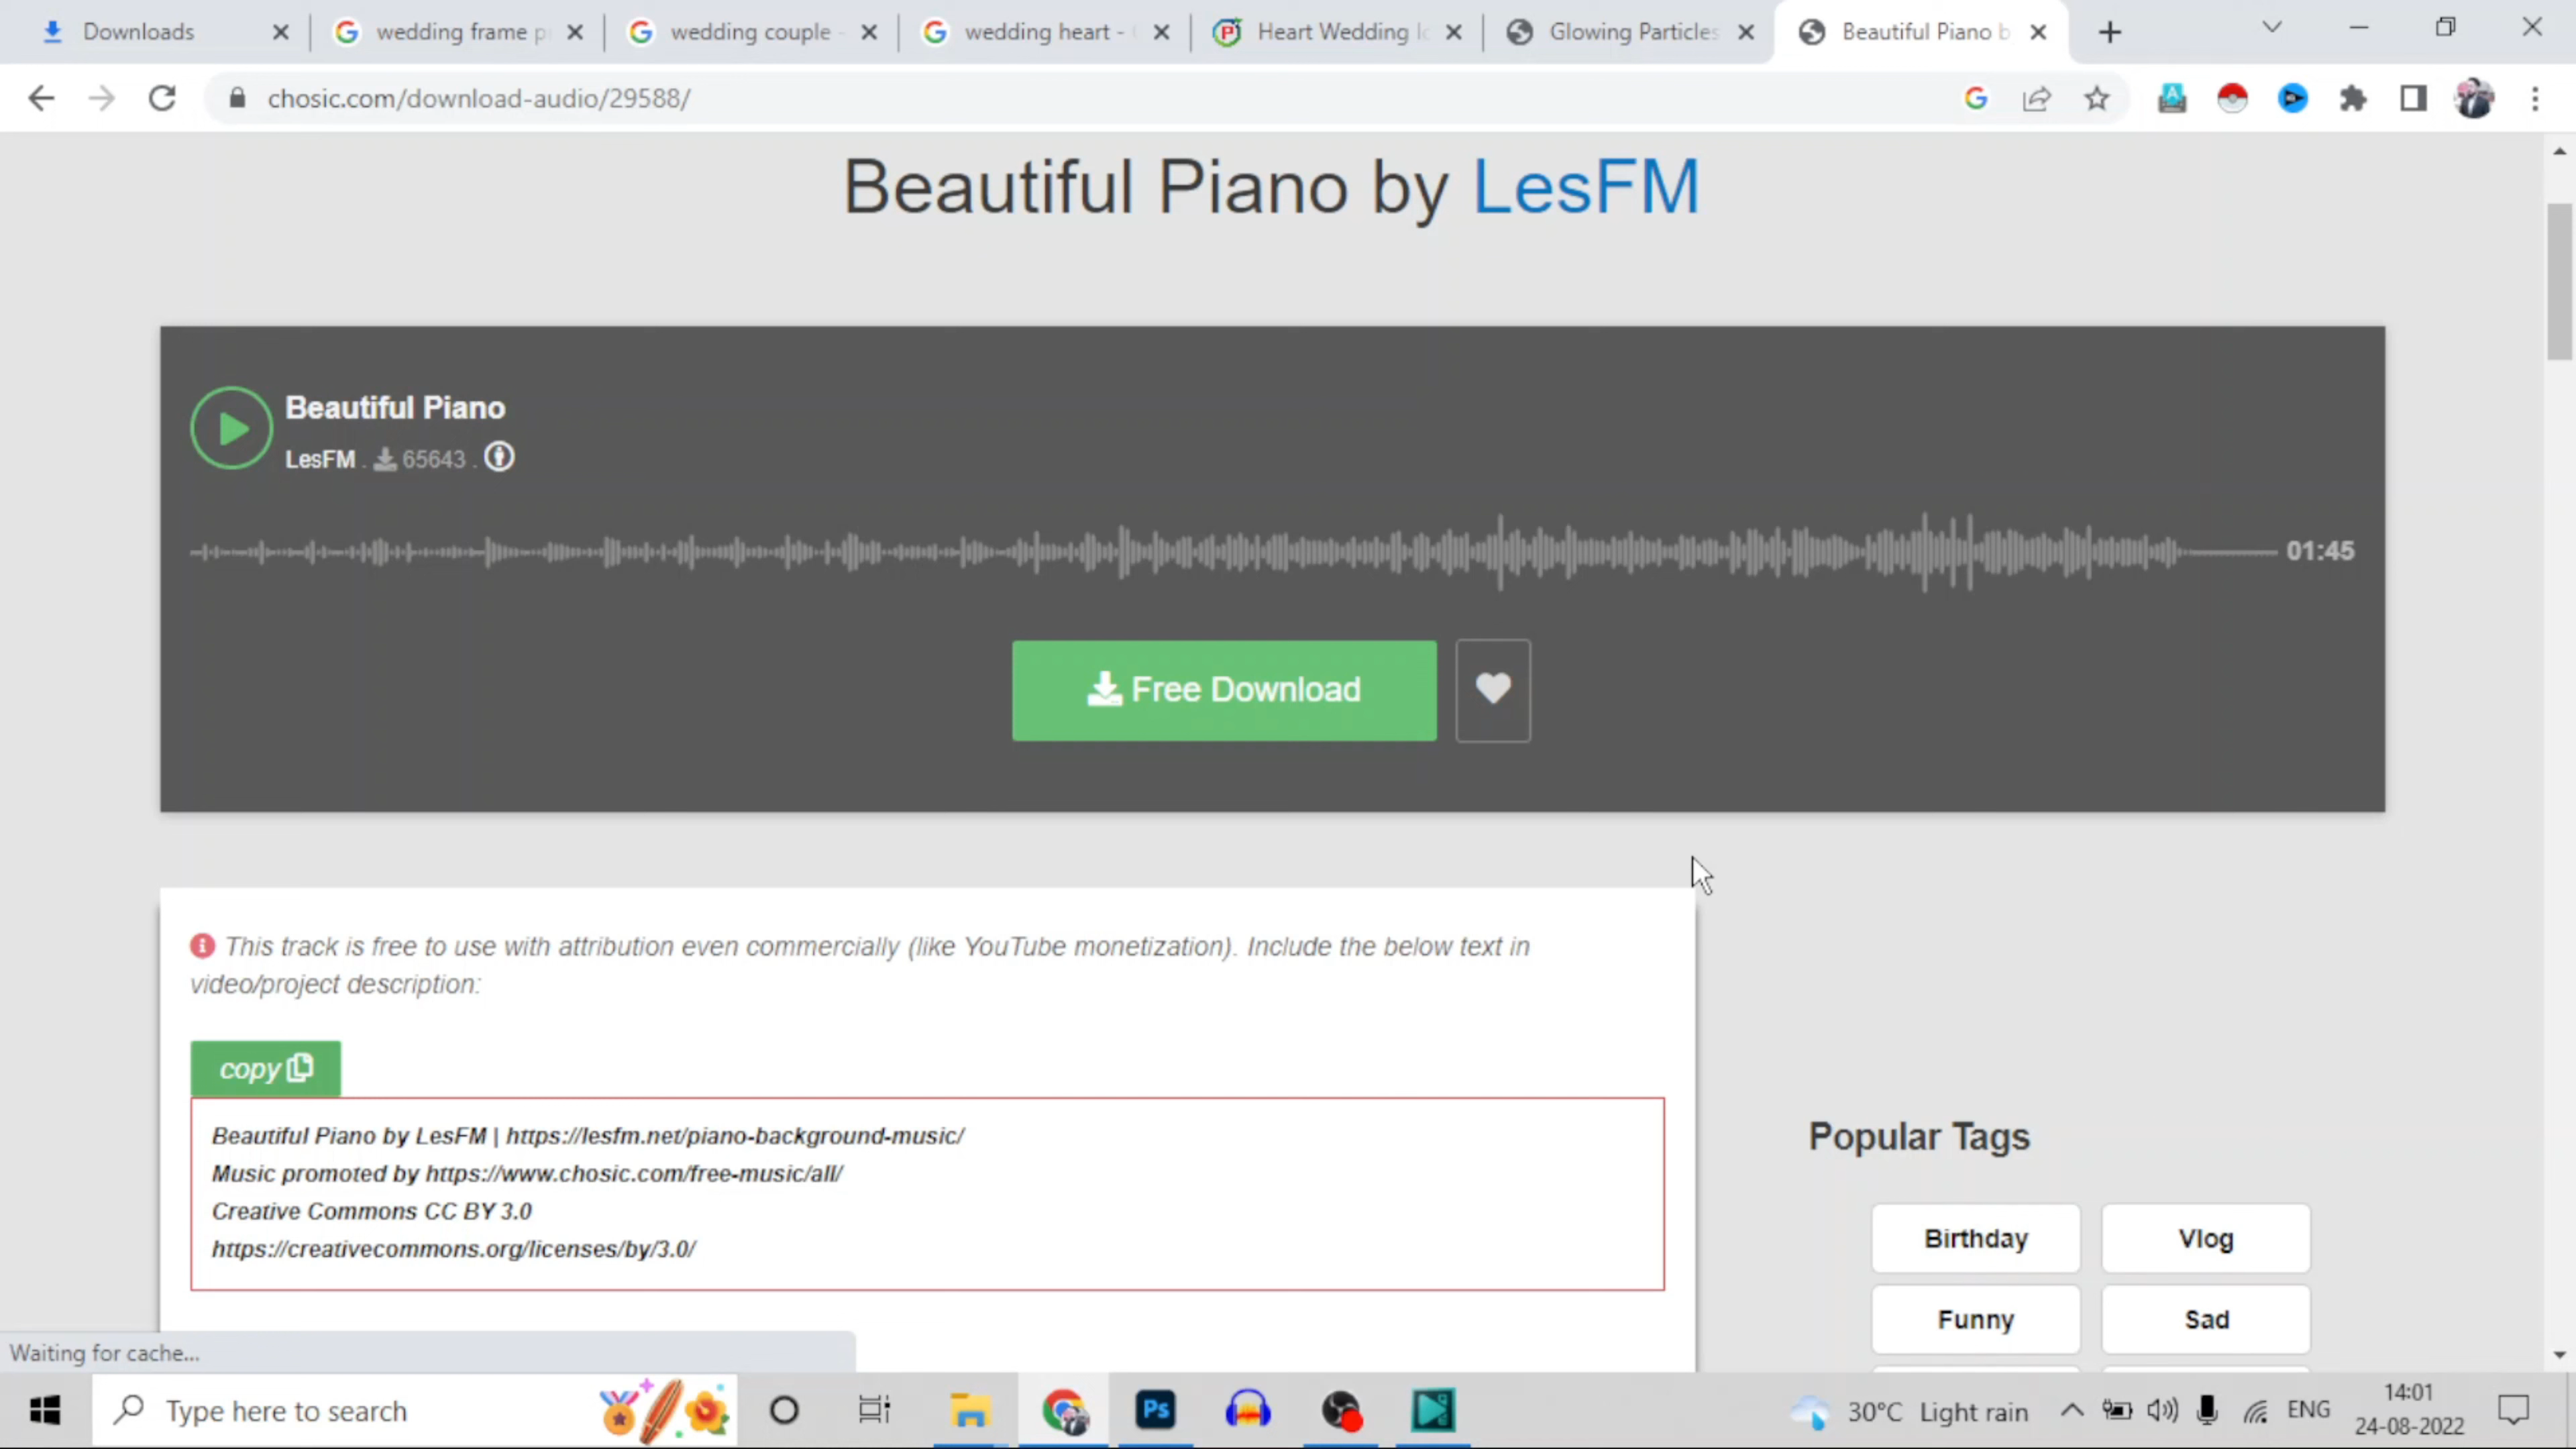 Downloads
wedding frame p
wedding couple -
wedding heart -
Heart Wedding Ic
Glowing Particles
Beautiful Piano b
chosic.com/download-audio/29588/
Beautiful Piano by LesFM
Beautiful Piano
LesFM . 65643 .
01:45
Free Download
This track is free to use with attribution even commercially (like YouTube monetization). Include the below text in
video/project description:
copy
Beautiful Piano by LesFM | https://lesfm.net/piano-background-music/
Music promoted by https://www.chosic.com/free-music/all/
Creative Commons CC BY 3.0
https://creativecommons.org/licenses/by/3.0/
Popular Tags
Birthday
Vlog
Funny
Sad
Waiting for cache...
Type here to search
Ps
30°C Light rain
ENG
14:01
24-08-2022